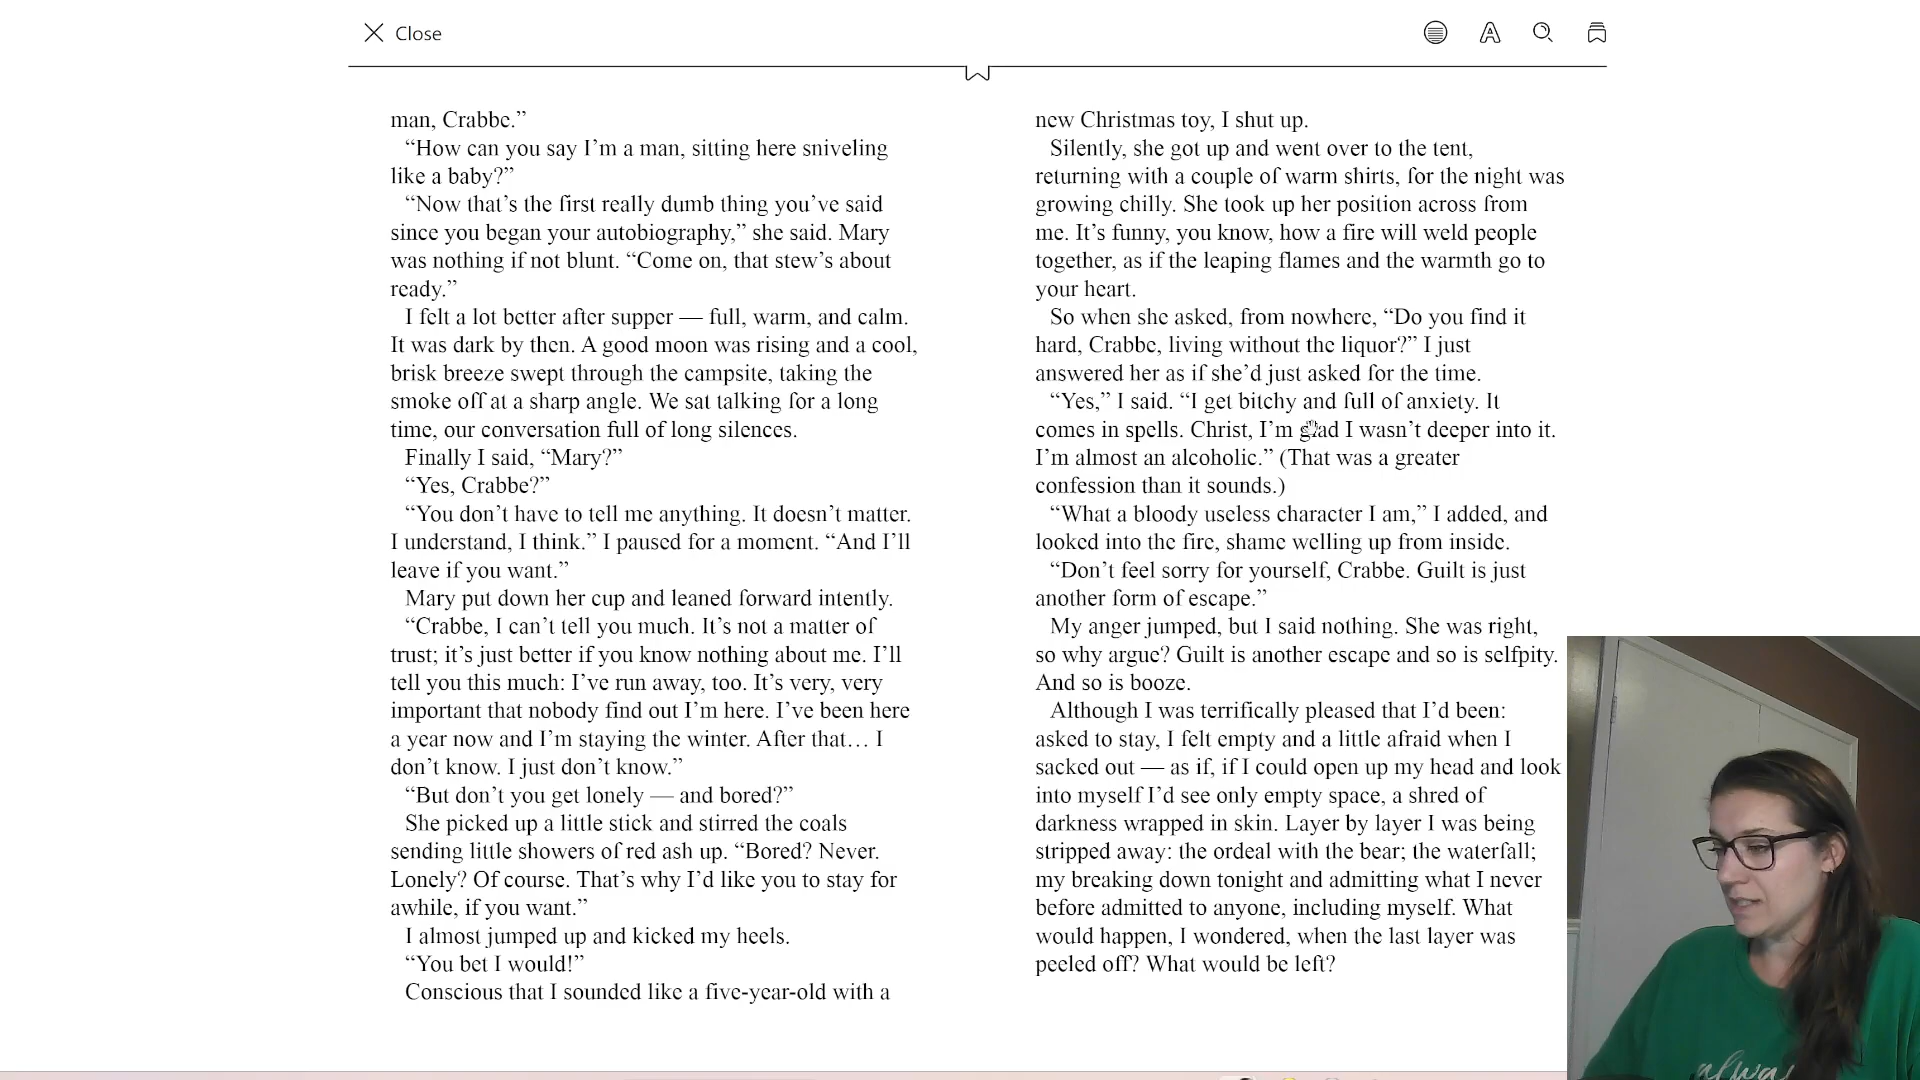 Close
man, Crabbe.”
“How can you say I’m a man, sitting here sniveling
like a baby?”
“Now that’s the first really dumb thing you’ve said
since you began your autobiography,” she said. Mary
was nothing if not blunt. “Come on, that stew’s about
ready.”
I felt a lot better after supper — full, warm, and calm.
It was dark by then. A good moon was rising and a cool,
brisk breeze swept through the campsite, taking the
smoke off at a sharp angle. We sat talking for a long
time, our conversation full of long silences.
Finally I said, “Mary?”
“Yes, Crabbe?”
“You don’t have to tell me anything. It doesn’t matter.
I understand, I think.” I paused for a moment. “And I’ll
leave if you want.”
Mary put down her cup and leaned forward intently.
“Crabbe, I can’t tell you much. It’s not a matter of
trust; it’s just better if you know nothing about me. I’ll
tell you this much: I’ve run away, too. It’s very, very
important that nobody find out I’m here. I’ve been here
a year now and I’m staying the winter. After that… I
don’t know. I just don’t know.”
“But don’t you get lonely — and bored?”
She picked up a little stick and stirred the coals
sending little showers of red ash up. “Bored? Never.
Lonely? Of course. That’s why I’d like you to stay for
awhile, if you want.”
I almost jumped up and kicked my heels.
“You bet I would!”
Conscious that I sounded like a five-year-old with a
new Christmas toy, I shut up.
Silently, she got up and went over to the tent,
returning with a couple of warm shirts, for the night was
growing chilly. She took up her position across from
me. It’s funny, you know, how a fire will weld people
together, as if the leaping flames and the warmth go to
your heart.
So when she asked, from nowhere, “Do you find it
hard, Crabbe, living without the liquor?” I just
answered her as if she’d just asked for the time.
“Yes,” I said. “I get bitchy and full of anxiety. It
comes in spells. Christ, I’m glad I wasn’t deeper into it.
I’m almost an alcoholic.” (That was a greater
confession than it sounds.)
“What a bloody useless character I am,” I added, and
looked into the fire, shame welling up from inside.
“Don’t feel sorry for yourself, Crabbe. Guilt is just
another form of escape.”
My anger jumped, but I said nothing. She was right,
so why argue? Guilt is another escape and so is selfpity.
And so is booze.
Although I was terrifically pleased that I’d been:
asked to stay, I felt empty and a little afraid when I
sacked out — as if, if I could open up my head and look
into myself I’d see only empty space, a shred of
darkness wrapped in skin. Layer by layer I was being
stripped away: the ordeal with the bear; the waterfall;
my breaking down tonight and admitting what I never
before admitted to anyone, including myself. What
would happen, I wondered, when the last layer was
peeled off? What would be left?